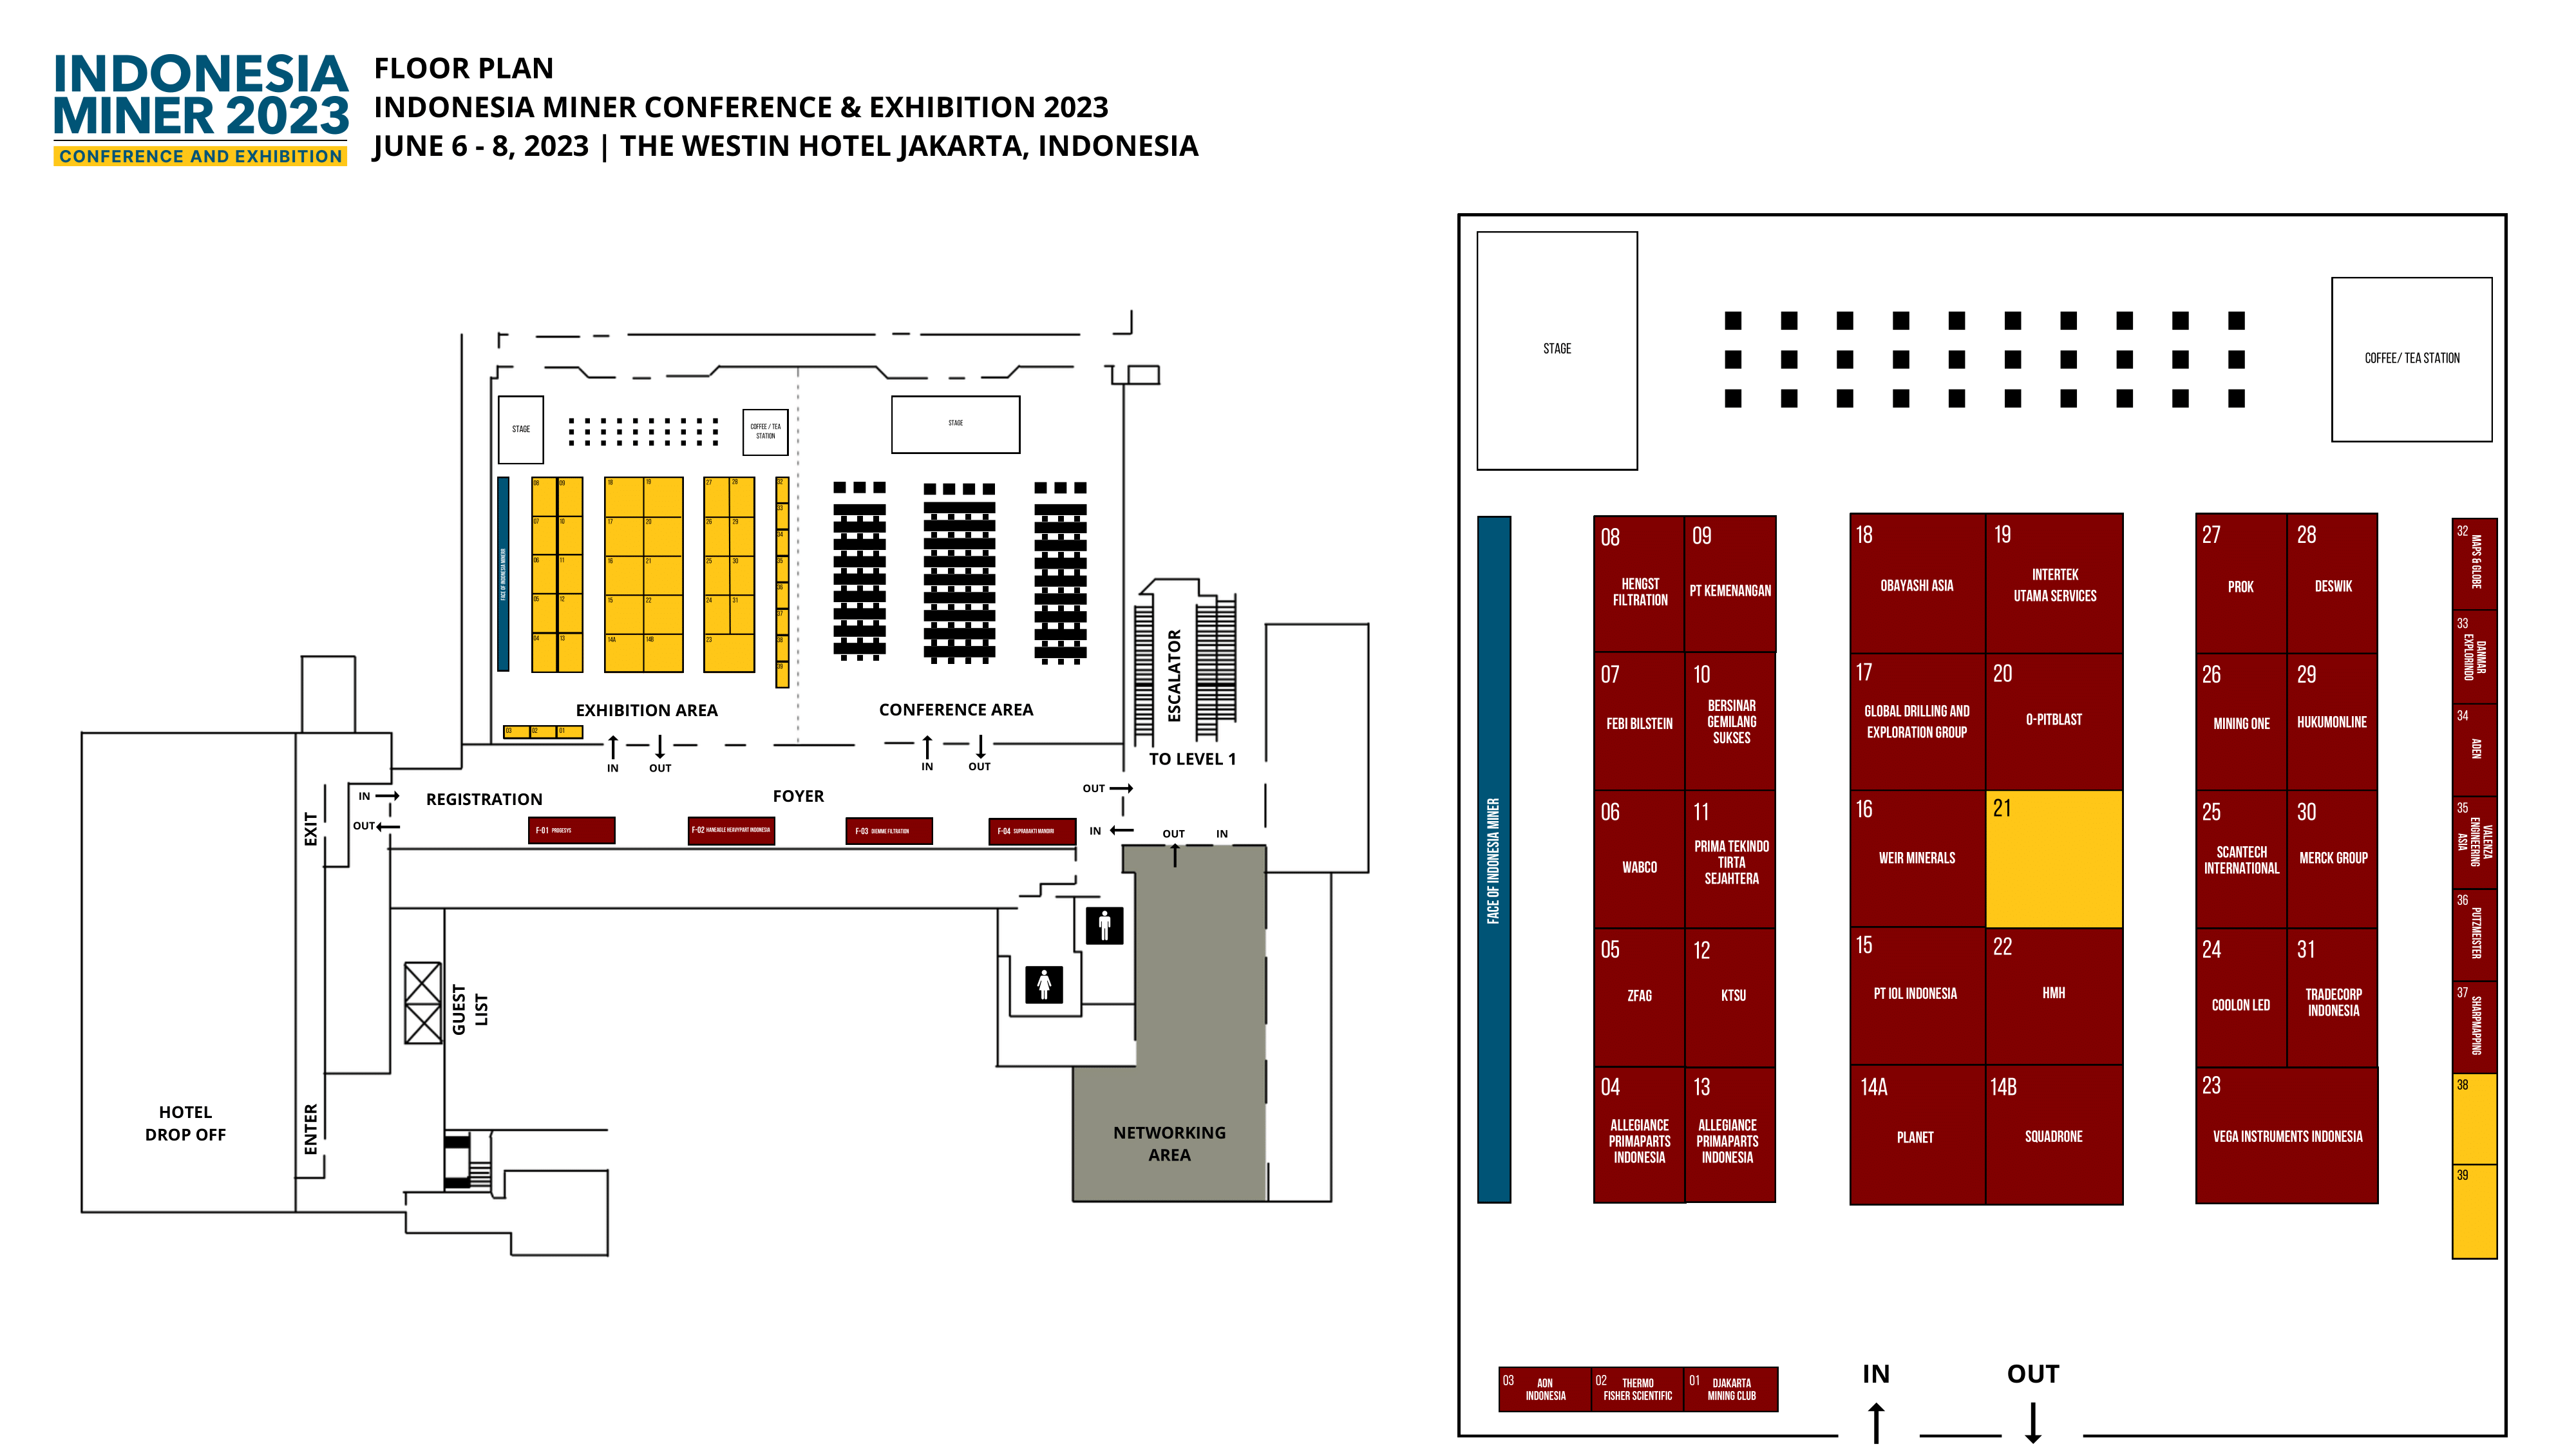 INDONESIA
MINER 2023
CONFERENCE AND EXHIBITION
FLOOR PLAN
INDONESIA MINER CONFERENCE & EXHIBITION 2023
JUNE 6 - 8, 2023 | THE WESTIN HOTEL JAKARTA, INDONESIA
STAGE
COFFEE / TEA
STATION
STAGE
FACE OF INDONESIA MINER
08
09
07
10
06
11
05
12
04
13
18
19
17
20
16
21
15
22
14A
14B
27
28
26
29
25
30
24
31
23
32
33
34
35
36
37
38
39
EXHIBITION AREA
CONFERENCE AREA
03
02
01
IN
OUT
IN
OUT
ESCALATOR
TO LEVEL 1
IN
OUT
REGISTRATION
FOYER
OUT
IN
F-01 PROGESYS
F-02 HANEAGLE HEAVYPART INDONESIA
F-03 DIEMME FILTRATION
F-04 SUPRABAKTI MANDIRI
OUT
IN
EXIT
ENTER
GUEST
LIST
HOTEL
DROP OFF
NETWORKING
AREA
STAGE
COFFEE/ TEA STATION
FACE OF INDONESIA MINER
08
HENGST
FILTRATION
09
PT KEMENANGAN
07
FEBI BILSTEIN
10
BERSINAR
GEMILANG
SUKSES
06
WABCO
11
PRIMA TEKINDO
TIRTA
SEJAHTERA
05
ZFAG
12
KTSU
04
ALLEGIANCE
PRIMAPARTS
INDONESIA
13
ALLEGIANCE
PRIMAPARTS
INDONESIA
18
OBAYASHI ASIA
19
INTERTEK
UTAMA SERVICES
17
GLOBAL DRILLING AND
EXPLORATION GROUP
20
O-PITBLAST
16
WEIR MINERALS
21
15
PT IOL INDONESIA
22
HMH
14A
PLANET
14B
SQUADRONE
27
PROK
28
DESWIK
26
MINING ONE
29
HUKUMONLINE
25
SCANTECH
INTERNATIONAL
30
MERCK GROUP
24
COOLON LED
31
TRADECORP
INDONESIA
23
VEGA INSTRUMENTS INDONESIA
32
MAPS & GLOBE
33
DANMAR
EXPLORINDO
34
ADEN
35
VALENZA
ENGINEERING
ASIA
36
PUTZMEISTER
37
SHARPMAPPING
38
39
03
AON
INDONESIA
02
THERMO
FISHER SCIENTIFIC
01
DJAKARTA
MINING CLUB
IN
OUT